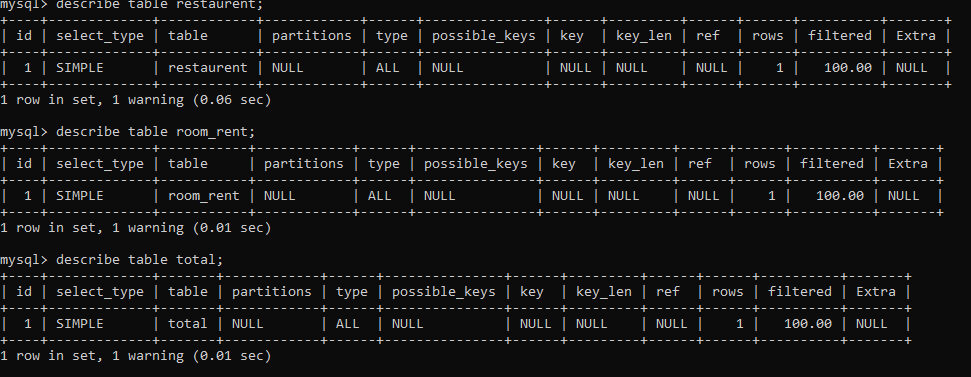 mysql> describe table restaurent;
+----+-------------+------------+------------+------+---------------+------+---------+------+------+----------+-------+
| id | select_type | table      | partitions | type | possible_keys | key  | key_len | ref  | rows | filtered | Extra |
+----+-------------+------------+------------+------+---------------+------+---------+------+------+----------+-------+
|  1 | SIMPLE      | restaurent | NULL       | ALL  | NULL          | NULL | NULL    | NULL |    1 |   100.00 | NULL  |
+----+-------------+------------+------------+------+---------------+------+---------+------+------+----------+-------+
1 row in set, 1 warning (0.06 sec)
mysql> describe table room_rent;
+----+-------------+-----------+------------+------+---------------+------+---------+------+------+----------+-------+
| id | select_type | table     | partitions | type | possible_keys | key  | key_len | ref  | rows | filtered | Extra |
+----+-------------+-----------+------------+------+---------------+------+---------+------+------+----------+-------+
|  1 | SIMPLE      | room_rent | NULL       | ALL  | NULL          | NULL | NULL    | NULL |    1 |   100.00 | NULL  |
+----+-------------+-----------+------------+------+---------------+------+---------+------+------+----------+-------+
1 row in set, 1 warning (0.01 sec)
mysql> describe table total;
+----+-------------+-------+------------+------+---------------+------+---------+------+------+----------+-------+
| id | select_type | table | partitions | type | possible_keys | key  | key_len | ref  | rows | filtered | Extra |
+----+-------------+-------+------------+------+---------------+------+---------+------+------+----------+-------+
|  1 | SIMPLE      | total | NULL       | ALL  | NULL          | NULL | NULL    | NULL |    1 |   100.00 | NULL  |
+----+-------------+-------+------------+------+---------------+------+---------+------+------+----------+-------+
1 row in set, 1 warning (0.01 sec)